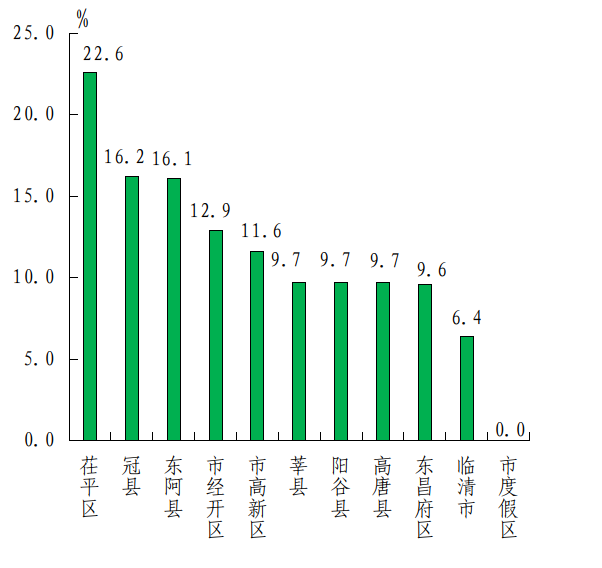 %
25.0
20.0
15.0
10.0
5.0
0.0
22.6
16.2
16.1
12.9
11.6
9.7
9.7
9.7
9.6
6.4
0.0
茌平区
冠县
东阿县
市经开区
市高新区
莘县
阳谷县
高唐县
东昌府区
临清市
市度假区